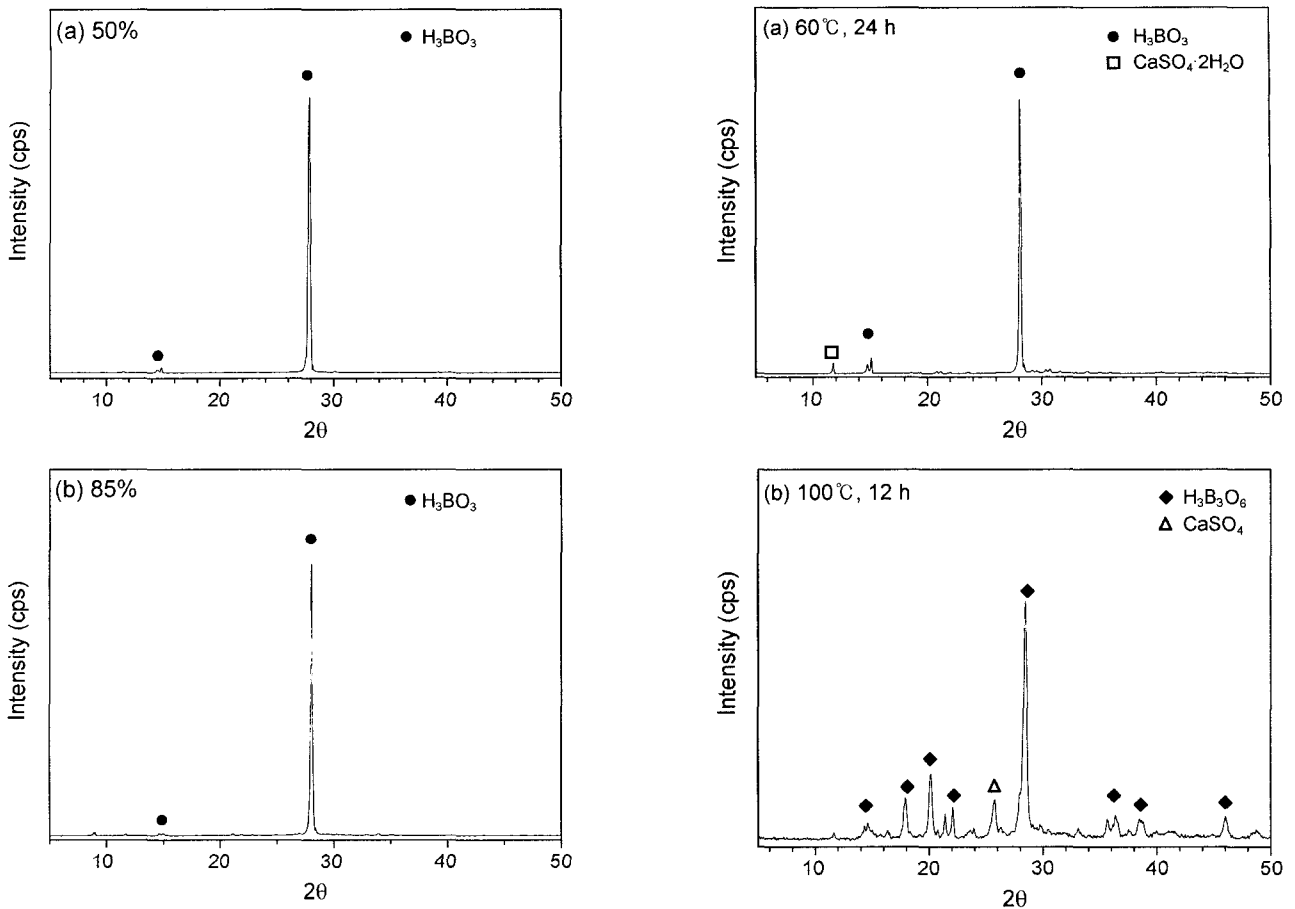 (a) 50%
● H₃BO₃
Intensity (cps)
10 20 30 40 50
2θ
(a) 60℃, 24 h
● H₃BO₃
□ CaSO₄·2H₂O
Intensity (cps)
10 20 30 40 50
2θ
(b) 85%
● H₃BO₃
Intensity (cps)
10 20 30 40 50
2θ
(b) 100℃, 12 h
◆ H₃B₃O₆
△ CaSO₄
Intensity (cps)
10 20 30 40 50
2θ